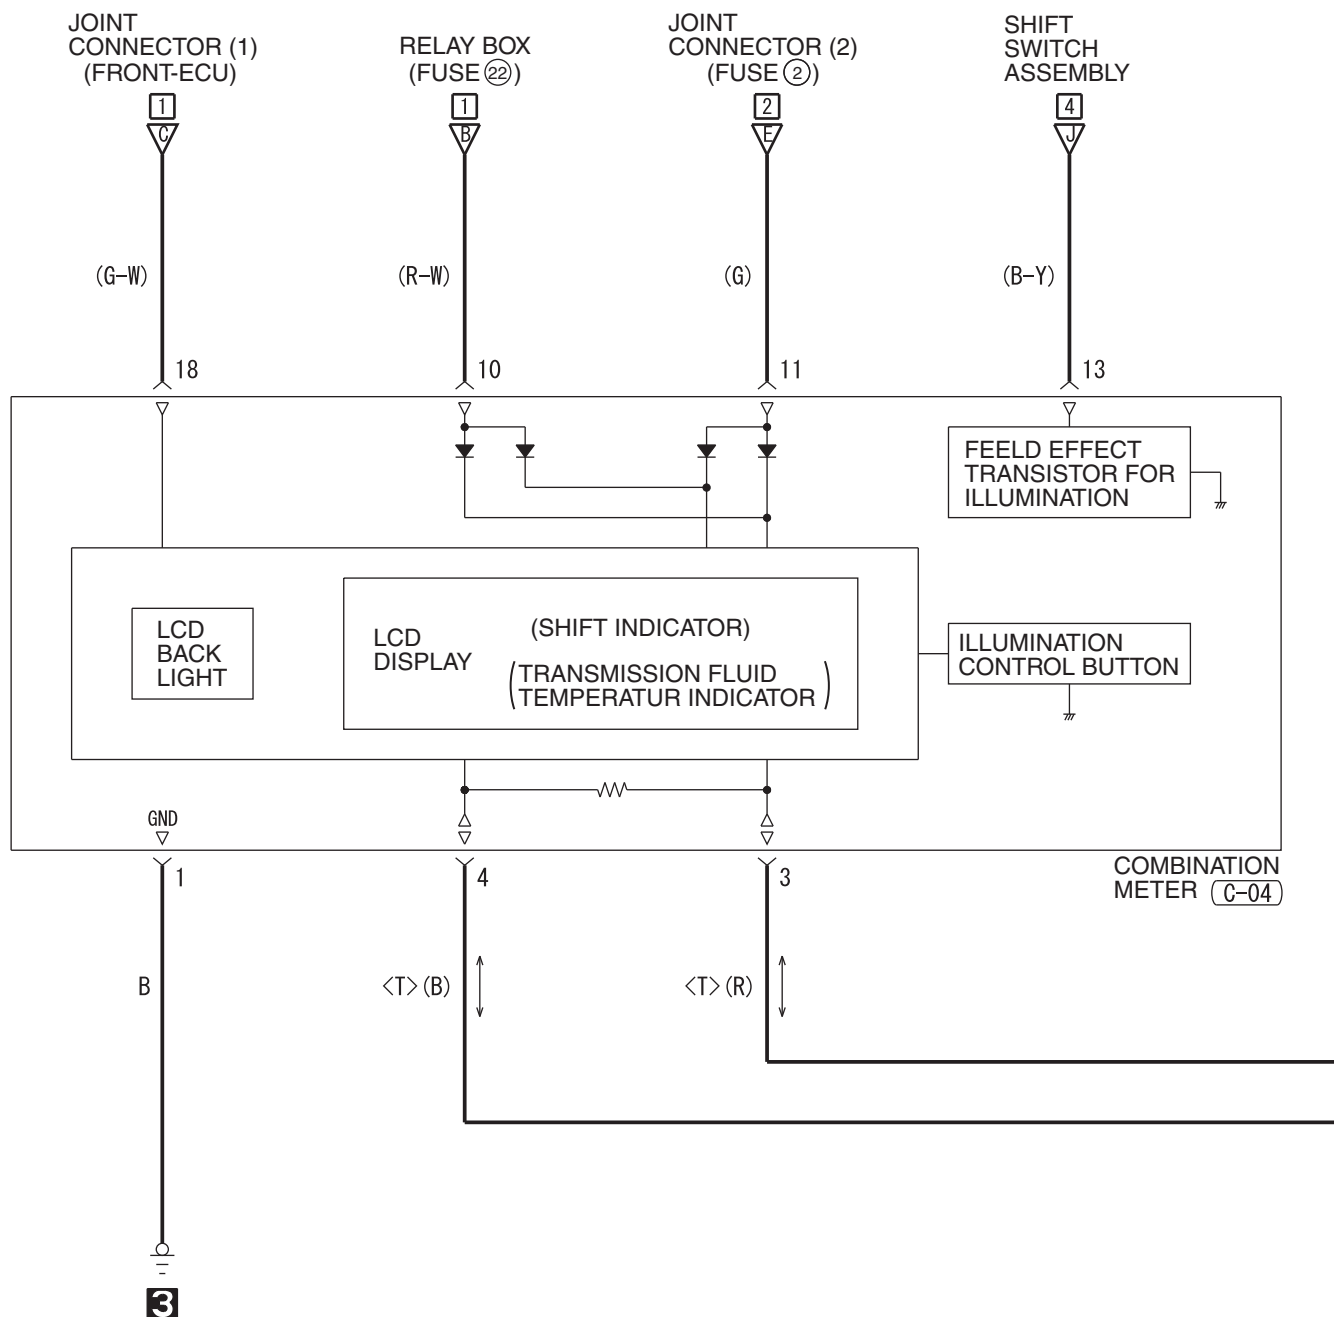 JOINT
CONNECTOR (1)
(FRONT-ECU)
RELAY BOX
(FUSE 22)
JOINT
CONNECTOR (2)
(FUSE 2)
SHIFT
SWITCH
ASSEMBLY
1
1
2
4
C
B
E
J
(G-W)
(R-W)
(G)
(B-Y)
18
10
11
13
FEELD EFFECT
TRANSISTOR FOR
ILLUMINATION
LCD
BACK
LIGHT
LCD
DISPLAY
(SHIFT INDICATOR)
(TRANSMISSION FLUID
TEMPERATUR INDICATOR)
ILLUMINATION
CONTROL BUTTON
GND
1
4
3
COMBINATION
METER C-04
B
<T>(B)
<T>(R)
3